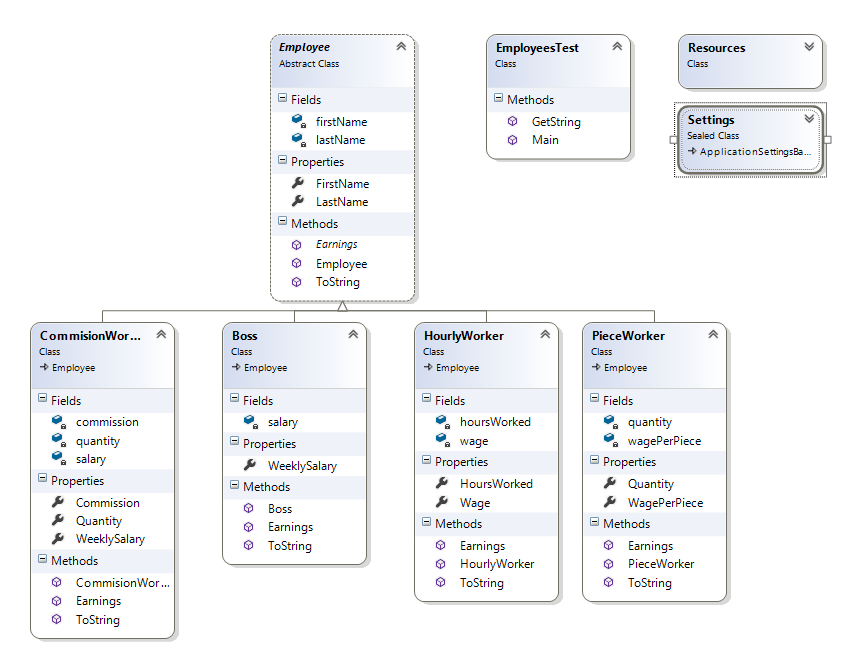 Employee
Abstract Class
Fields
firstName
lastName
Properties
FirstName
LastName
Methods
Earnings
Employee
ToString
EmployeesTest
Class
Methods
GetString
Main
Resources
Class
Settings
Sealed Class
ApplicationSettingsBa...
CommisionWor...
Class
Employee
Fields
commission
quantity
salary
Properties
Commission
Quantity
WeeklySalary
Methods
CommisionWor...
Earnings
ToString
Boss
Class
Employee
Fields
salary
Properties
WeeklySalary
Methods
Boss
Earnings
ToString
HourlyWorker
Class
Employee
Fields
hoursWorked
wage
Properties
HoursWorked
Wage
Methods
Earnings
HourlyWorker
ToString
PieceWorker
Class
Employee
Fields
quantity
wagePerPiece
Properties
Quantity
WagePerPiece
Methods
Earnings
PieceWorker
ToString